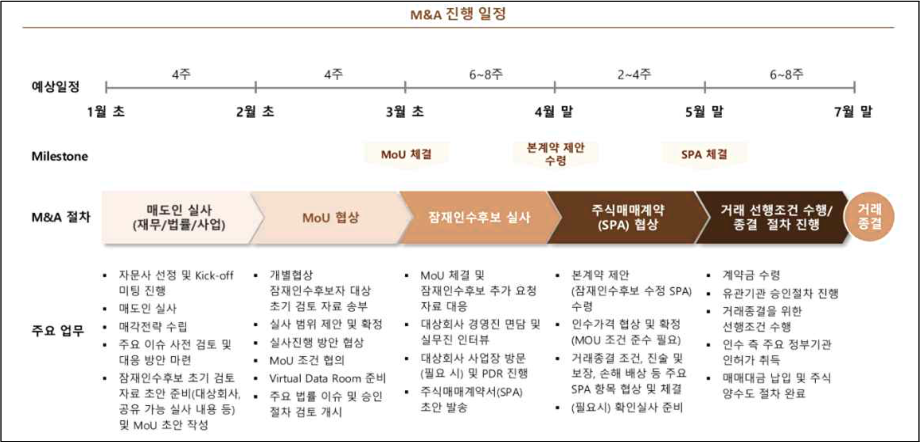 M&A 진행 일정
4주
4주
6~8주
2~4주
6~8주
예상일정
1월 초
2월 초
3월 초
4월 말
5월 말
7월 말
Milestone
MoU 체결
본계약 제안
수령
SPA 체결
M&A 절차
매도인 실사
(재무/법률/사업)
MoU 협상
잠재인수후보 실사
주식매매계약
(SPA) 협상
거래 선행조건 수행/
종결 절차 진행
거래
종결
주요 업무
▪ 자문사 선정 및 Kick-off
미팅 진행
▪ 매도인 실사
▪ 매각전략 수립
▪ 주요 이슈 사전 검토 및
대응 방안 마련
▪ 잠재인수후보 초기 검토
자료 초안 준비(대상회사,
공유 가능 실사 내용 등)
및 MoU 초안 작성
▪ 개별협상
잠재인수후보자 대상
초기 검토 자료 송부
▪ 실사 범위 제안 및 확정
▪ 실사진행 방안 협상
▪ MoU 조건 협의
▪ Virtual Data Room 준비
▪ 주요 법률 이슈 및 승인
절차 검토 개시
▪ MoU 체결 및
잠재인수후보 추가 요청
자료 대응
▪ 대상회사 경영진 면담 및
실무진 인터뷰
▪ 대상회사 사업장 방문
(필요 시) 및 PDR 진행
▪ 주식매매계약서(SPA)
초안 발송
▪ 본계약 제안
(잠재인수후보 수정 SPA)
수령
▪ 인수가격 협상 및 확정
(MOU 조건 준수 필요)
▪ 거래종결 조건, 진술 및
보장, 손해 배상 등 주요
SPA 항목 협상 및 체결
▪ (필요시) 확인실사 준비
▪ 계약금 수령
▪ 유관기관 승인절차 진행
▪ 거래종결을 위한
선행조건 수행
▪ 인수 측 주요 정부기관
인허가 취득
▪ 매매대금 납입 및 주식
양수도 절차 완료